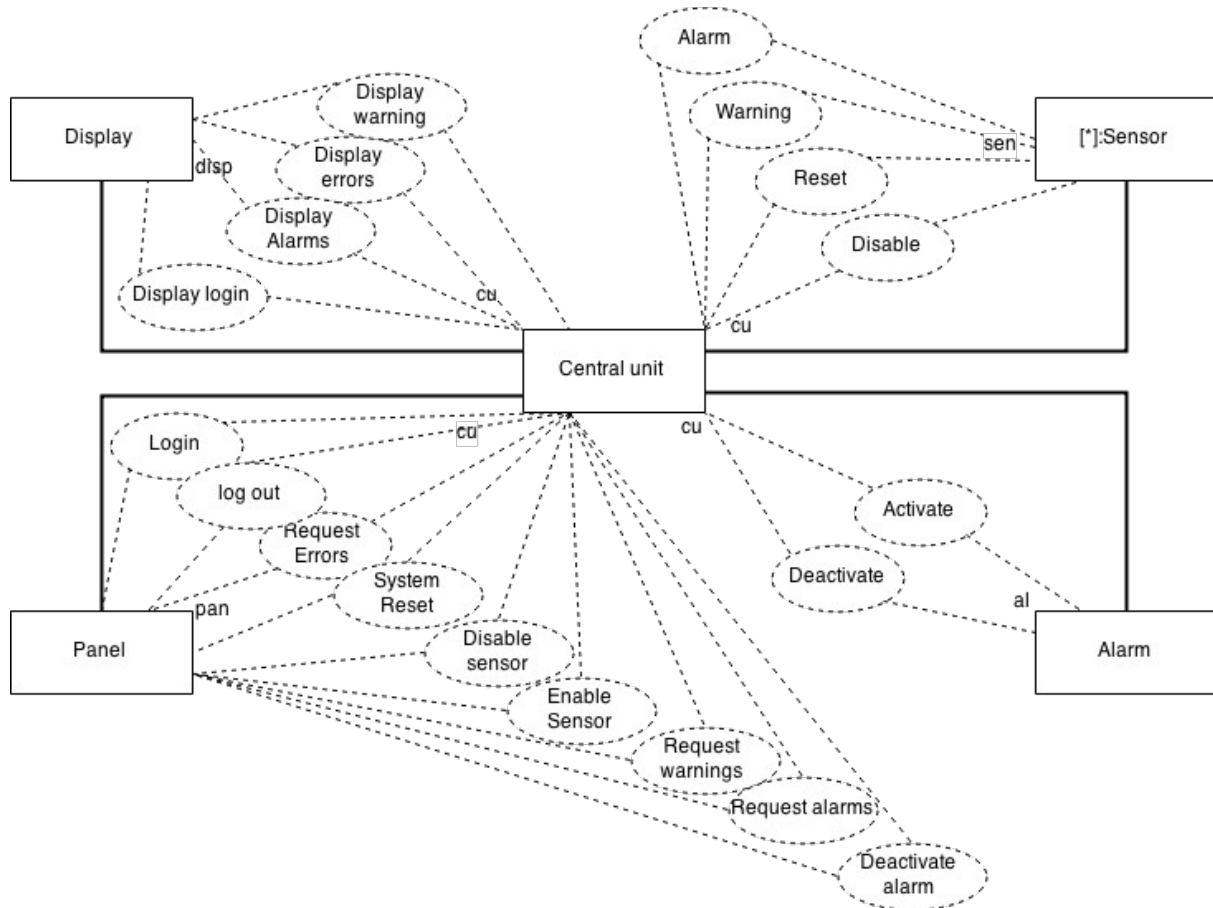 Alarm
Display
warning
Warning
Display
[*]:Sensor
sen
disp
Display
errors
Reset
Display
Alarms
Disable
Display login
cu
cu
Central unit
cu
cu
Login
log out
Request
Errors
Activate
System
Reset
Deactivate
pan
al
Panel
Disable
sensor
Alarm
Enable
Sensor
Request
warnings
Request alarms
Deactivate
alarm